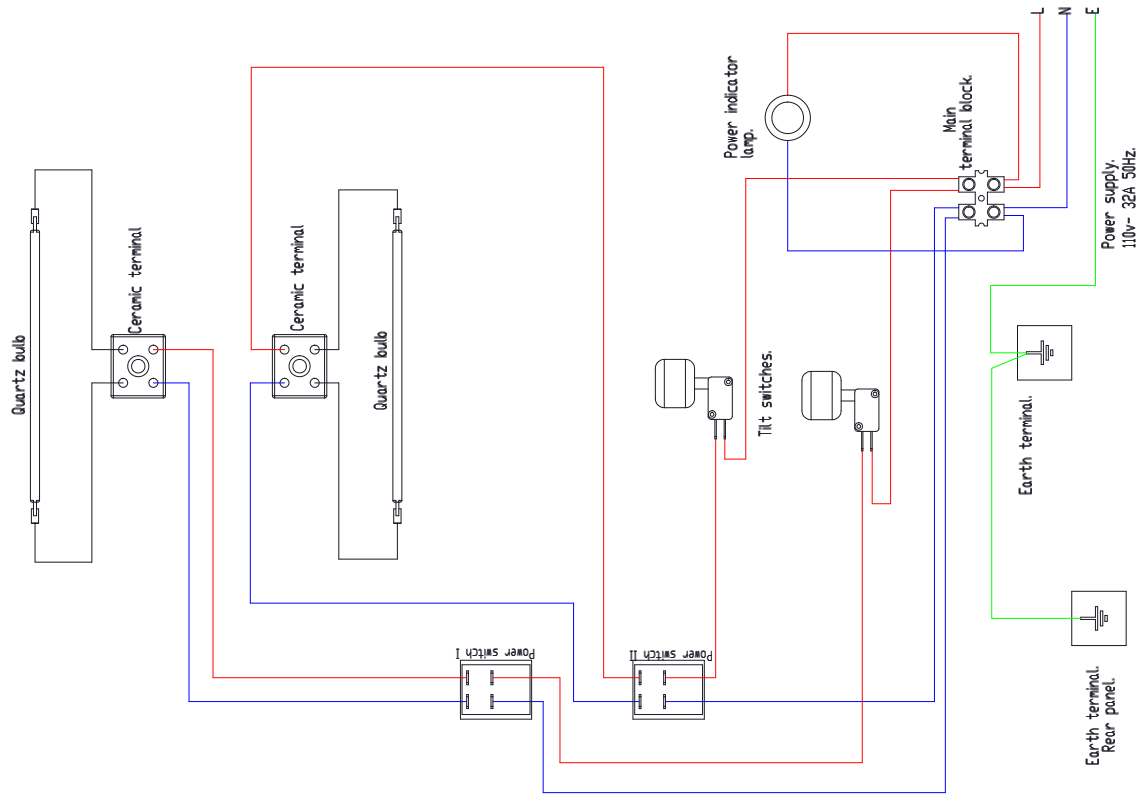 Quartz bulb
Ceramic terminal
Ceramic terminal
Quartz bulb
Power switch I
Power switch II
Tilt switches.
Power indicator
lamp.
Main
terminal block.
L
N
E
Power supply.
110v- 32A 50Hz.
Earth terminal.
Earth terminal.
Rear panel.